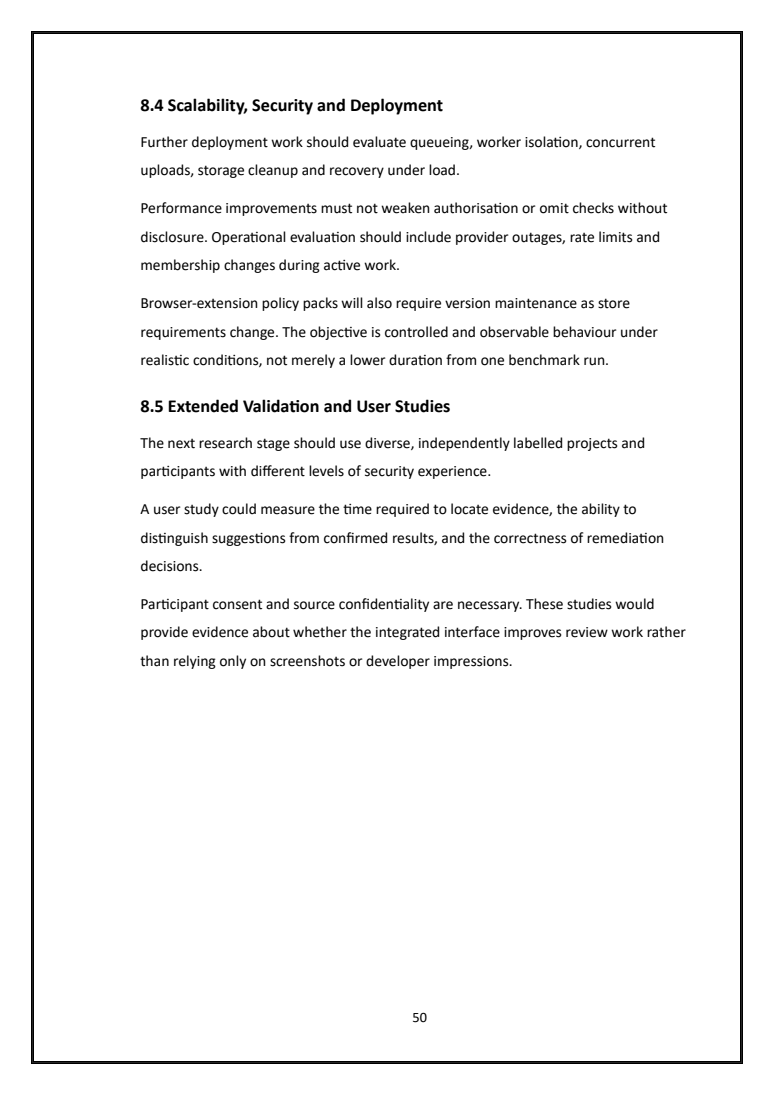 8.4 Scalability, Security and Deployment
Further deployment work should evaluate queueing, worker isolation, concurrent
uploads, storage cleanup and recovery under load.
Performance improvements must not weaken authorisation or omit checks without
disclosure. Operational evaluation should include provider outages, rate limits and
membership changes during active work.
Browser-extension policy packs will also require version maintenance as store
requirements change. The objective is controlled and observable behaviour under
realistic conditions, not merely a lower duration from one benchmark run.
8.5 Extended Validation and User Studies
The next research stage should use diverse, independently labelled projects and
participants with different levels of security experience.
A user study could measure the time required to locate evidence, the ability to
distinguish suggestions from confirmed results, and the correctness of remediation
decisions.
Participant consent and source confidentiality are necessary. These studies would
provide evidence about whether the integrated interface improves review work rather
than relying only on screenshots or developer impressions.
50